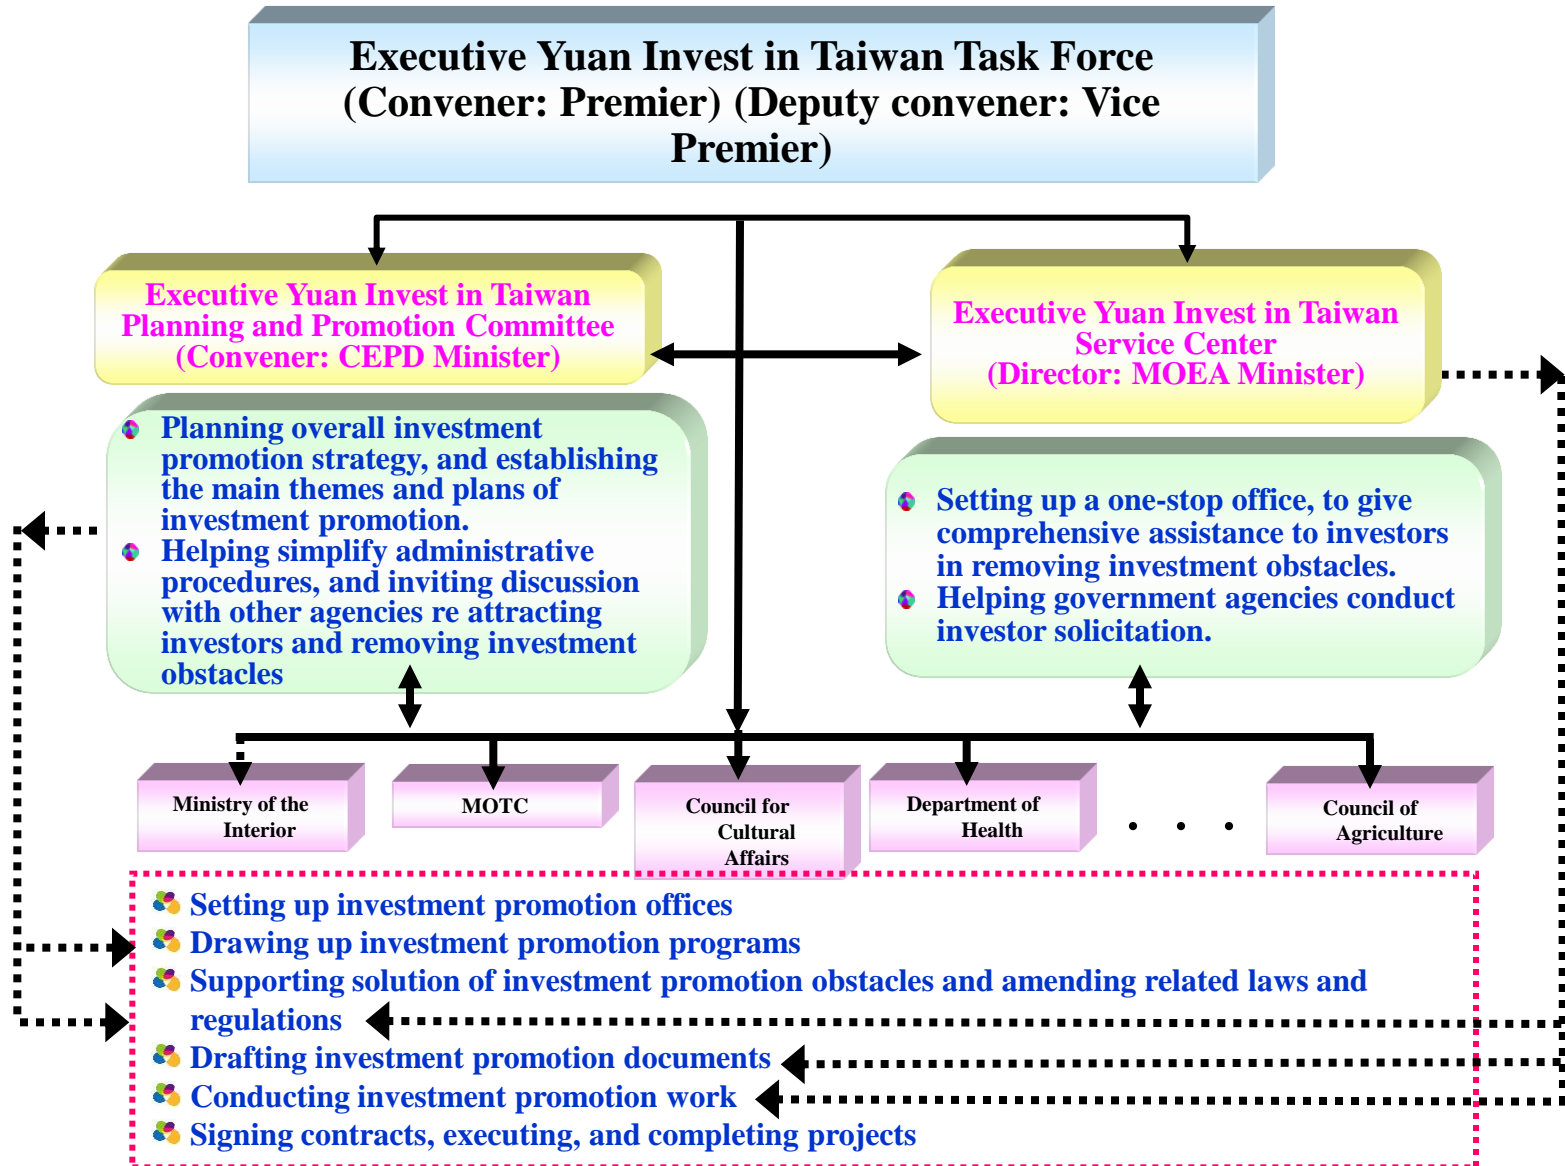 Executive Yuan Invest in Taiwan Task Force
(Convener: Premier) (Deputy convener: Vice
Premier)
Executive Yuan Invest in Taiwan
Planning and Promotion Committee
(Convener: CEPD Minister)
Executive Yuan Invest in Taiwan
Service Center
(Director: MOEA Minister)
Planning overall investment
promotion strategy, and establishing
the main themes and plans of
investment promotion.
Helping simplify administrative
procedures, and inviting discussion
with other agencies re attracting
investors and removing investment
obstacles
Setting up a one-stop office, to give
comprehensive assistance to investors
in removing investment obstacles.
Helping government agencies conduct
investor solicitation.
Ministry of the
Interior
MOTC
Council for
Cultural
Affairs
Department of
Health
. . .
Council of
Agriculture
Setting up investment promotion offices
Drawing up investment promotion programs
Supporting solution of investment promotion obstacles and amending related laws and
regulations
Drafting investment promotion documents
Conducting investment promotion work
Signing contracts, executing, and completing projects